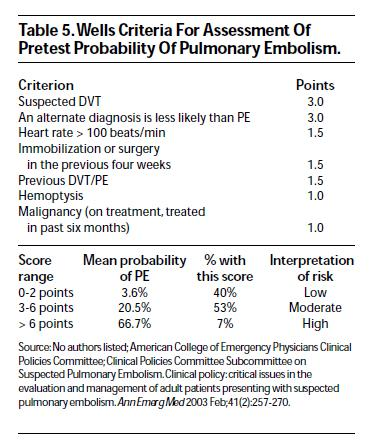 Table 5. Wells Criteria For Assessment Of
Pretest Probability Of Pulmonary Embolism.
Criterion Points
Suspected DVT 3.0
An alternate diagnosis is less likely than PE 3.0
Heart rate > 100 beats/min 1.5
Immobilization or surgery
in the previous four weeks 1.5
Previous DVT/PE 1.5
Hemoptysis 1.0
Malignancy (on treatment, treated
in past six months) 1.0
Score Mean probability % with Interpretation
range of PE this score of risk
0-2 points 3.6% 40% Low
3-6 points 20.5% 53% Moderate
> 6 points 66.7% 7% High
Source: No authors listed; American College of Emergency Physicians Clinical
Policies Committee; Clinical Policies Committee Subcommittee on
Suspected Pulmonary Embolism. Clinical policy: critical issues in the
evaluation and management of adult patients presenting with suspected
pulmonary embolism. Ann Emerg Med 2003 Feb;41(2):257-270.